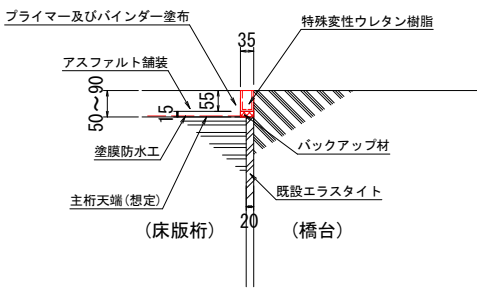 プライマー及びバインダー塗布
特殊変性ウレタン樹脂
35
アスファルト舗装
50～90
55
5
塗膜防水工
バックアップ材
主桁天端(想定)
既設エラスタイト
(床版桁)
20
(橋台)